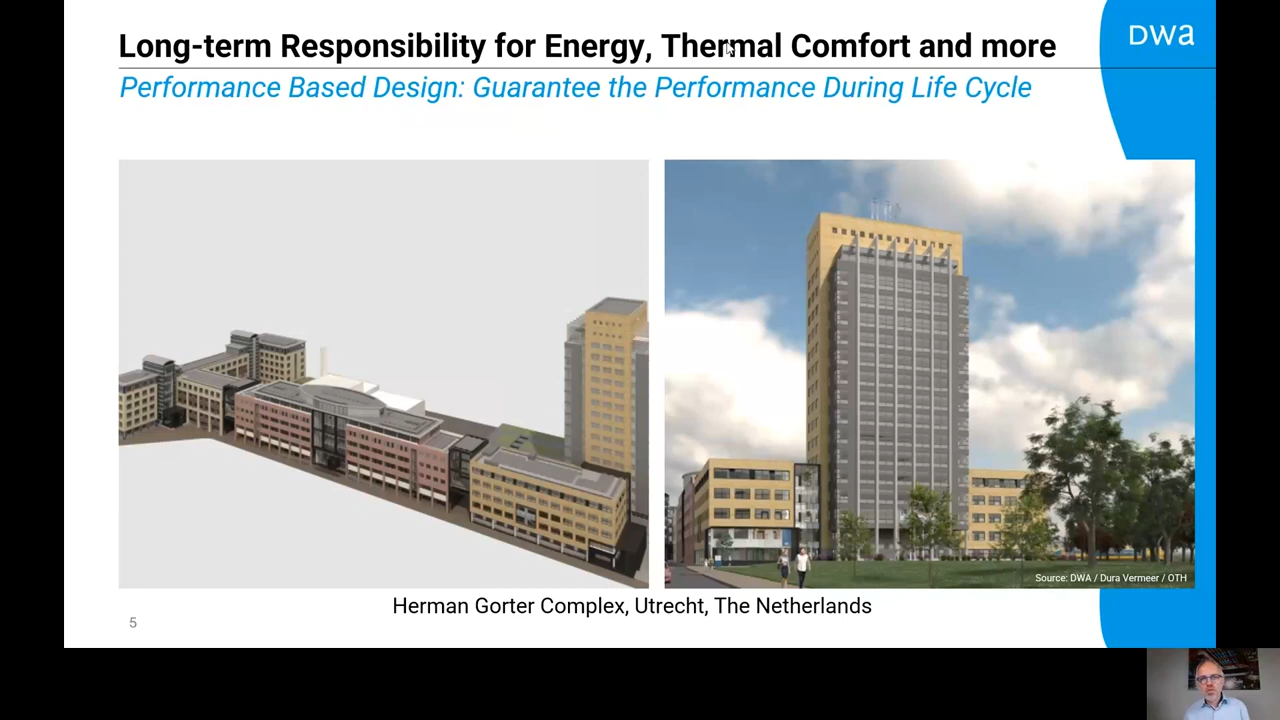 Long-term Responsibility for Energy, Thermal Comfort and more
DWa
Performance Based Design: Guarantee the Performance During Life Cycle
Source: DWA / Dura Vermeer / OTH
Herman Gorter Complex, Utrecht, The Netherlands
5